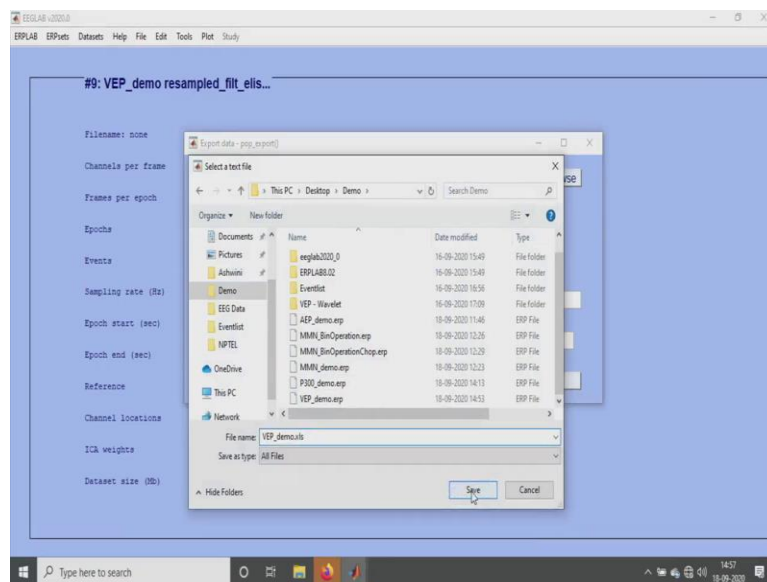 EEGLAB v2020.0
ERPLAB ERPsets Datasets Help File Edit Tools Plot Study
#9: VEP_demo resampled_filt_elis...
Filename: none
Channels per frame
Frames per epoch
Epochs
Events
Sampling rate (Hz)
Epoch start (sec)
Epoch end (sec)
Reference
Channel locations
ICA weights
Dataset size (Mb)
Export data - pop_export()
Select a text file
This PC > Desktop > Demo >
Search Demo
Organize New folder
Documents
Pictures
Ashwini
Demo
EEG Data
Eventlist
NPTEL
OneDrive
This PC
Network
Name Date modified Type
eeglab2020_0 16-09-2020 15:49 File folder
ERPLAB8.02 16-09-2020 15:49 File folder
Eventlist 16-09-2020 16:56 File folder
VEP - Wavelet 16-09-2020 17:09 File folder
AEP_demo.erp 18-09-2020 11:46 ERP File
MMN_BinOperation.erp 18-09-2020 12:26 ERP File
MMN_BinOperationChop.erp 18-09-2020 12:29 ERP File
MMN_demo.erp 18-09-2020 12:23 ERP File
P300_demo.erp 18-09-2020 14:13 ERP File
VEP_demo.erp 18-09-2020 14:53 ERP File
File name: VEP_demo.xls
Save as type: All Files
Hide Folders
Save Cancel
Type here to search
14:57
18-09-2020